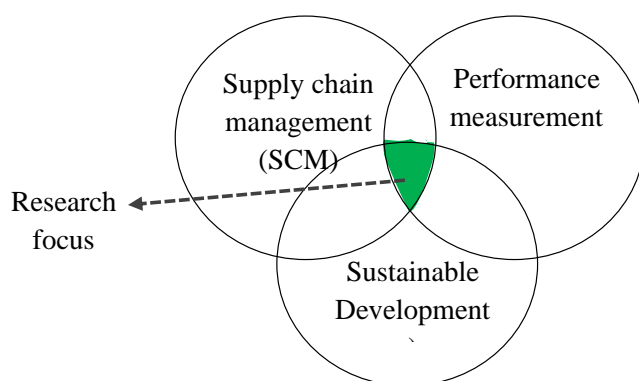 Supply chain
management
(SCM)
Performance
measurement
Research
focus
Sustainable
Development